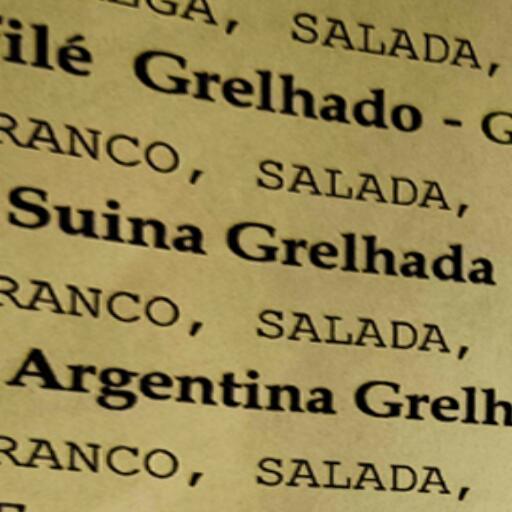 SALADA,
Filé Grelhado - G
RANCO, SALADA,
Suina Grelhada
RANCO, SALADA,
Argentina Grelh
RANCO, SALADA,